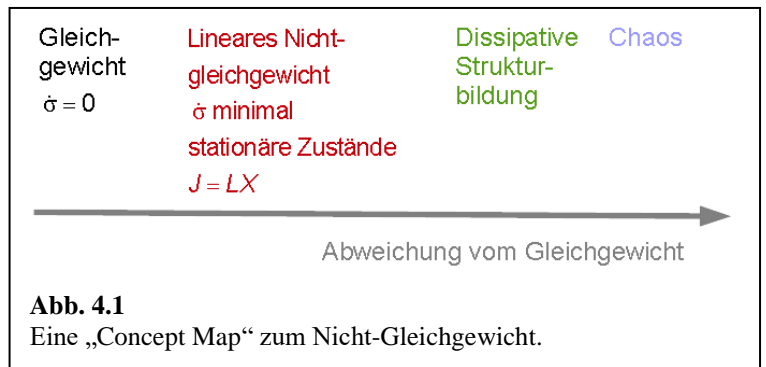 Gleich-
gewicht
σ̇ = 0
Lineares Nicht-
gleichgewicht
σ̇ minimal
stationäre Zustände
J = LX
Dissipative
Struktur-
bildung
Chaos
Abweichung vom Gleichgewicht
Abb. 4.1
Eine „Concept Map“ zum Nicht-Gleichgewicht.